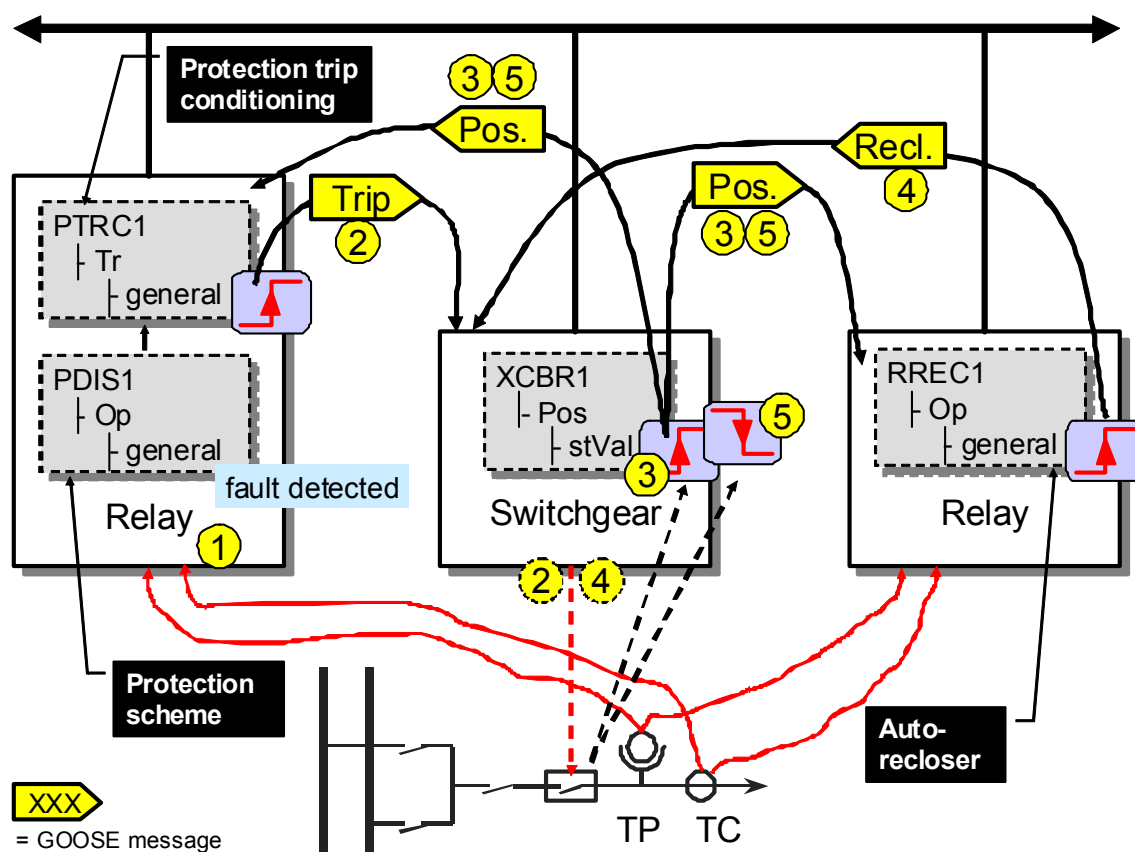 Protection trip
conditioning
3 5
Pos.
Recl.
4
Trip
2
Pos.
3 5
PTRC1
Tr
general
PDIS1
Op
general
fault detected
Relay
1
XCBR1
Pos
stVal
3
5
Switchgear
2 4
RREC1
Op
general
Relay
Protection
scheme
Auto-
recloser
TP TC
XXX
= GOOSE message